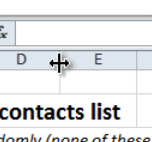 fx
D E
contacts list
domly (none of these